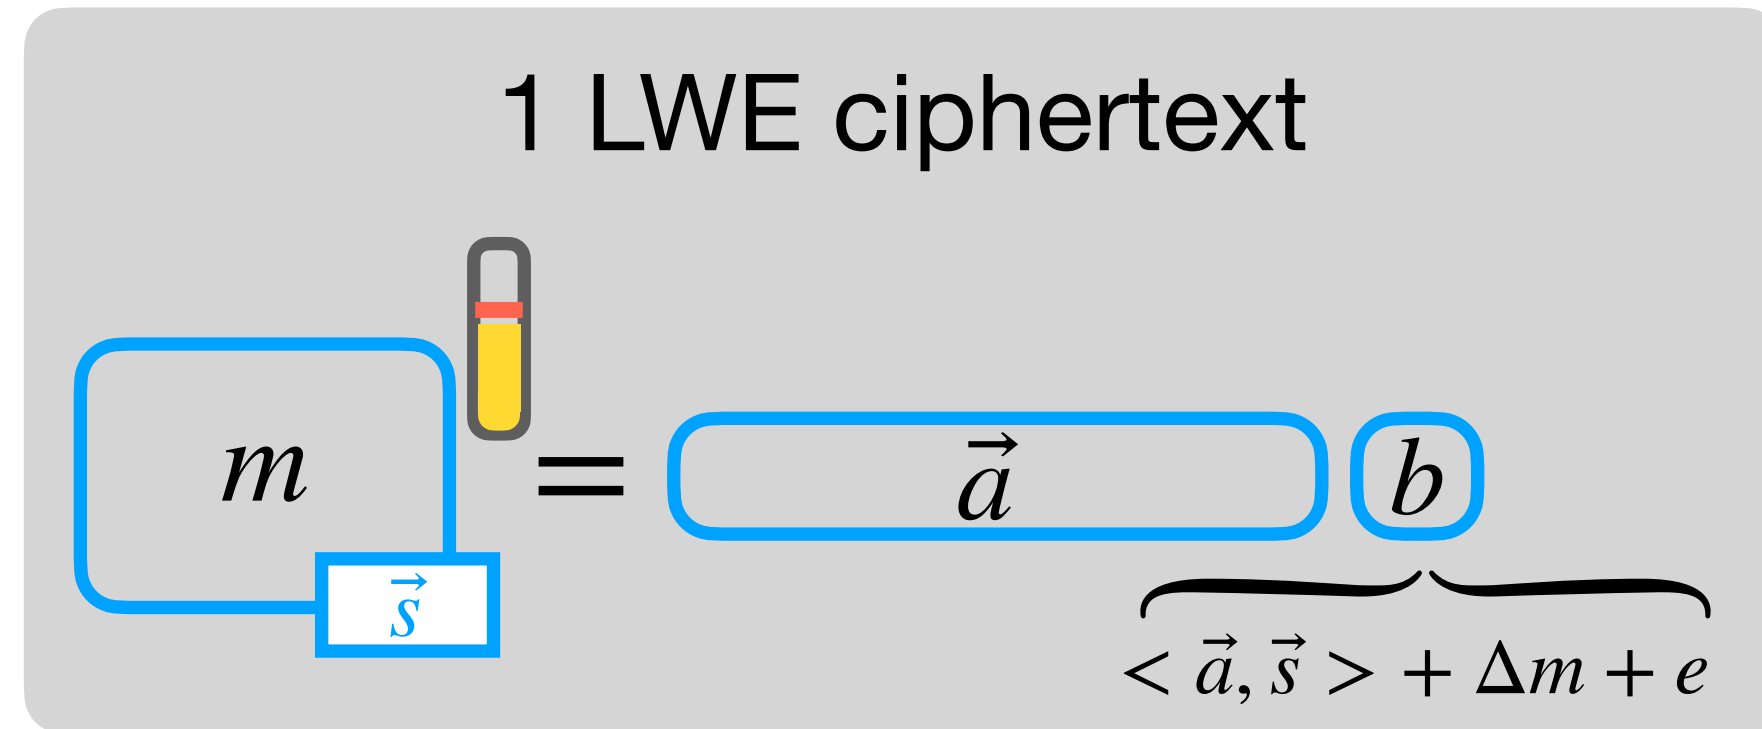 1 LWE ciphertext
m = a⃗ b
s⃗
< a⃗, s⃗ > + Δm + e